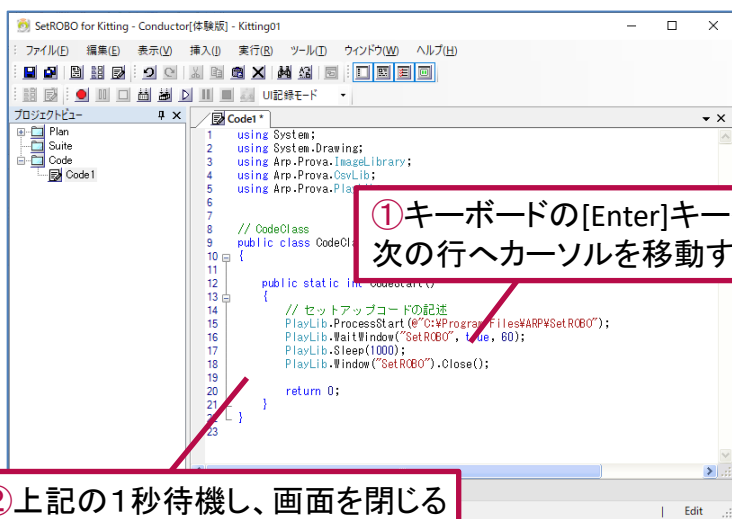 SetROBO for Kitting - Conductor[体験版] - Kitting01
ファイル(F) 編集(E) 表示(V) 挿入(I) 実行(R) ツール(T) ウィンドウ(W) ヘルプ(H)
UI記録モード
プロジェクトビュー
Plan
Suite
Code
Code1
Code1*
1 using System;
2 using System.Drawing;
3 using Arp.Prova.ImageLibrary;
4 using Arp.Prova.CsvLib;
5 using Arp.Prova.
6
7
8 // CodeClass
9 public class
10 {
11
12 public static int CodeStart()
13 {
14 // セットアップコードの記述
15 PlayLib.ProcessStart(@"C:¥Program Files¥ARP¥SetROBO");
16 PlayLib.WaitWindow("SetROBO", true, 60);
17 PlayLib.Sleep(1000);
18 PlayLib.Window("SetROBO").Close();
19
20 return 0;
21 }
22 }
23
①キーボードの[Enter]キー
次の行へカーソルを移動す
②上記の1秒待機し、画面を閉じる
Edit